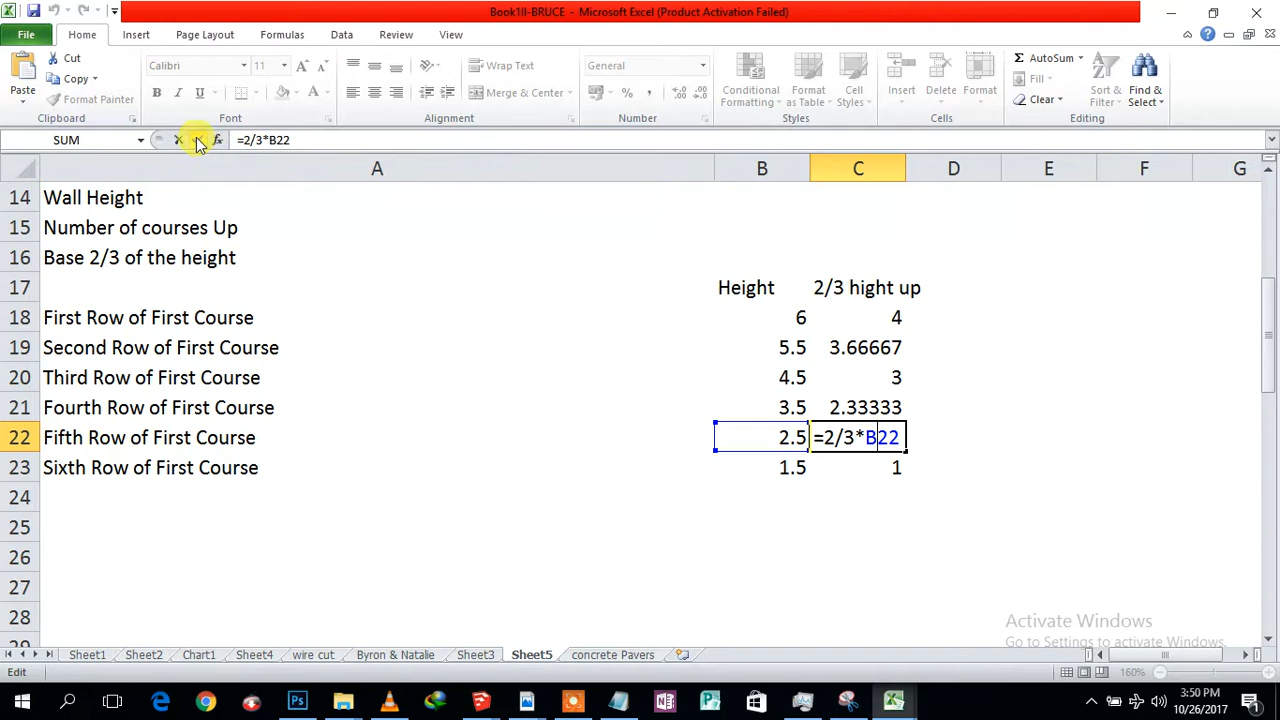 Book1II-BRUCE - Microsoft Excel (Product Activation Failed)
File Home Insert Page Layout Formulas Data Review View
Paste
Cut
Copy
Format Painter
Clipboard
Calibri 11
B I U A A A
Font
Wrap Text
Merge & Center
Alignment
General
% ,
Number
Conditional Formatting
Format as Table
Cell Styles
Styles
Insert Delete Format
Cells
Σ AutoSum
Fill
Clear
Sort & Filter
Find & Select
Editing
SUM fx =2/3*B22
A B C D E F G
14 Wall Height
15 Number of courses Up
16 Base 2/3 of the height
17 Height 2/3 hight up
18 First Row of First Course 6 4
19 Second Row of First Course 5.5 3.66667
20 Third Row of First Course 4.5 3
21 Fourth Row of First Course 3.5 2.33333
22 Fifth Row of First Course 2.5 =2/3*B22
23 Sixth Row of First Course 1.5 1
24
25
26
27
28
Activate Windows
Go to Settings to activate Windows.
Sheet1 Sheet2 Chart1 Sheet4 wire cut Byron & Natalie Sheet3 Sheet5 concrete Pavers
Edit 160%
3:50 PM
10/26/2017